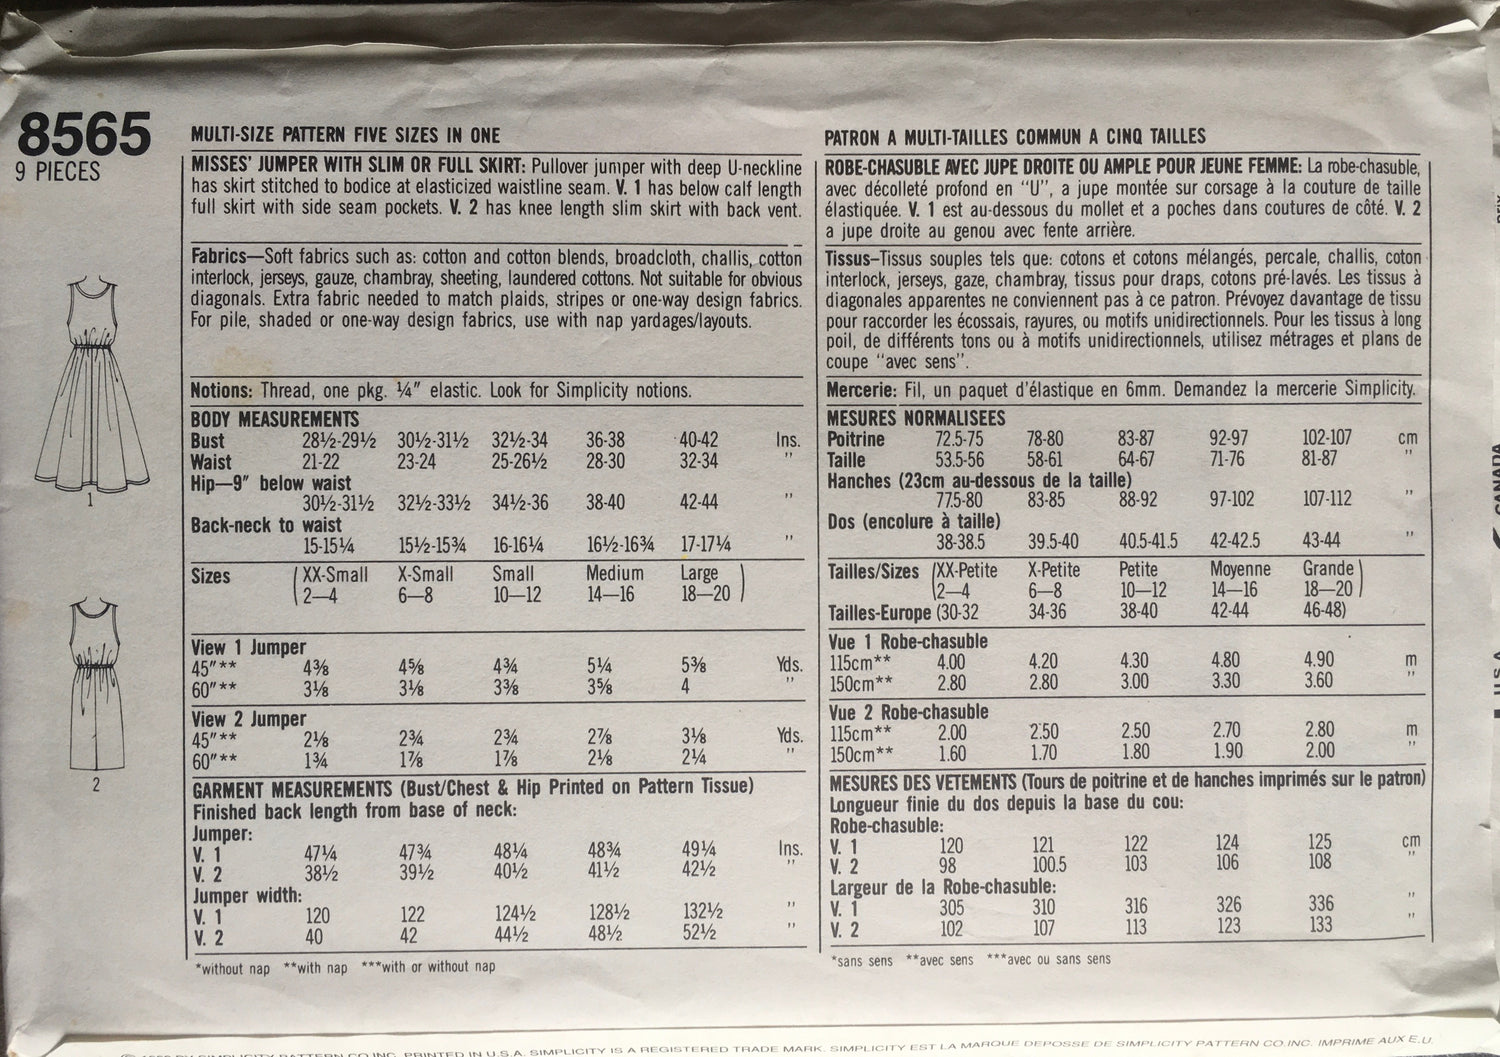 8565
9 PIECES
1
2
MULTI-SIZE PATTERN FIVE SIZES IN ONE
MISSES' JUMPER WITH SLIM OR FULL SKIRT: Pullover jumper with deep U-neckline
has skirt stitched to bodice at elasticized waistline seam. V. 1 has below calf length
full skirt with side seam pockets. V. 2 has knee length slim skirt with back vent.
Fabrics—Soft fabrics such as: cotton and cotton blends, broadcloth, challis, cotton
interlock, jerseys, gauze, chambray, sheeting, laundered cottons. Not suitable for obvious
diagonals. Extra fabric needed to match plaids, stripes or one-way design fabrics.
For pile, shaded or one-way design fabrics, use with nap yardages/layouts.
Notions: Thread, one pkg. ¼" elastic. Look for Simplicity notions.
BODY MEASUREMENTS
Bust 28½-29½ 30½-31½ 32½-34 36-38 40-42 Ins.
Waist 21-22 23-24 25-26½ 28-30 32-34 "
Hip—9" below waist
30½-31½ 32½-33½ 34½-36 38-40 42-44 "
Back-neck to waist
15-15¼ 15½-15¾ 16-16¼ 16½-16¾ 17-17¼ "
Sizes (XX-Small X-Small Small Medium Large)
2—4 6—8 10—12 14—16 18—20
View 1 Jumper
45"** 4⅜ 4⅝ 4¾ 5¼ 5⅜ Yds.
60"** 3⅛ 3⅛ 3⅜ 3⅝ 4 "
View 2 Jumper
45"** 2⅛ 2¾ 2¾ 2⅞ 3⅛ Yds.
60"** 1¾ 1⅞ 1⅞ 2⅛ 2¼ "
GARMENT MEASUREMENTS (Bust/Chest & Hip Printed on Pattern Tissue)
Finished back length from base of neck:
Jumper:
V. 1 47¼ 47¾ 48¼ 48¾ 49¼ Ins.
V. 2 38½ 39½ 40½ 41½ 42½ "
Jumper width:
V. 1 120 122 124½ 128½ 132½ "
V. 2 40 42 44½ 48½ 52½ "
*without nap **with nap ***with or without nap
PATRON A MULTI-TAILLES COMMUN A CINQ TAILLES
ROBE-CHASUBLE AVEC JUPE DROITE OU AMPLE POUR JEUNE FEMME: La robe-chasuble,
avec décolleté profond en "U", a jupe montée sur corsage à la couture de taille
élastiquée. V. 1 est au-dessous du mollet et a poches dans coutures de côté. V. 2
a jupe droite au genou avec fente arrière.
Tissus—Tissus souples tels que: cotons et cotons mélangés, percale, challis, coton
interlock, jerseys, gaze, chambray, tissus pour draps, cotons pré-lavés. Les tissus à
diagonales apparentes ne conviennent pas à ce patron. Prévoyez davantage de tissu
pour raccorder les écossais, rayures, ou motifs unidirectionnels. Pour les tissus à long
poil, de différents tons ou à motifs unidirectionnels, utilisez métrages et plans de
coupe "avec sens".
Mercerie: Fil, un paquet d'élastique en 6mm. Demandez la mercerie Simplicity.
MESURES NORMALISEES
Poitrine 72.5-75 78-80 83-87 92-97 102-107 cm
Taille 53.5-56 58-61 64-67 71-76 81-87 "
Hanches (23cm au-dessous de la taille)
77.5-80 83-85 88-92 97-102 107-112 "
Dos (encolure à taille)
38-38.5 39.5-40 40.5-41.5 42-42.5 43-44 "
Tailles/Sizes (XX-Petite X-Petite Petite Moyenne Grande)
2—4 6—8 10—12 14—16 18—20
Tailles-Europe (30-32 34-36 38-40 42-44 46-48)
Vue 1 Robe-chasuble
115cm** 4.00 4.20 4.30 4.80 4.90 m
150cm** 2.80 2.80 3.00 3.30 3.60 "
Vue 2 Robe-chasuble
115cm** 2.00 2.50 2.50 2.70 2.80 m
150cm** 1.60 1.70 1.80 1.90 2.00 "
MESURES DES VETEMENTS (Tours de poitrine et de hanches imprimés sur le patron)
Longueur finie du dos depuis la base du cou:
Robe-chasuble:
V. 1 120 121 122 124 125 cm
V. 2 98 100.5 103 106 108 "
Largeur de la Robe-chasuble:
V. 1 305 310 316 326 336 "
V. 2 102 107 113 123 133 "
*sans sens **avec sens ***avec ou sans sens
CANADA
BY SIMPLICITY PATTERN CO.INC. PRINTED IN U.S.A. SIMPLICITY IS A REGISTERED TRADE MARK. SIMPLICITY EST LA MARQUE DEPOSSE DE SIMPLICITY PATTERN CO.INC. IMPRIME AUX E.U.